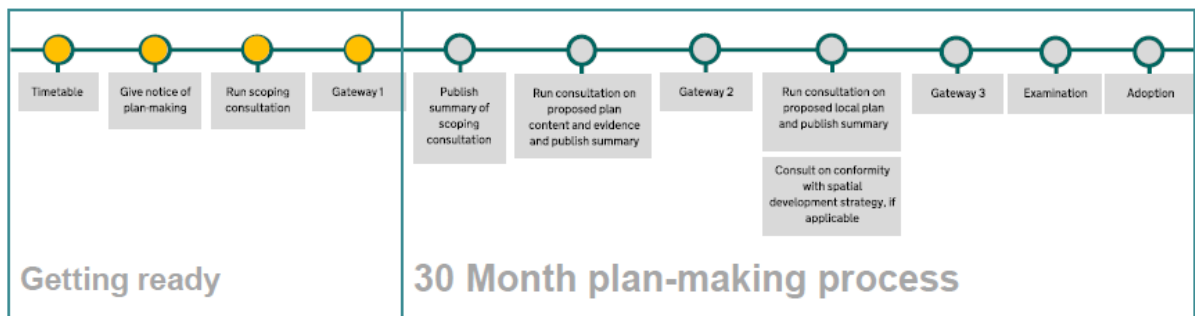 Timetable
Give notice of
plan-making
Run scoping
consultation
Gateway 1
Publish
summary of
scoping
consultation
Run consultation on
proposed plan
content and evidence
and publish summary
Gateway 2
Run consultation on
proposed local plan
and publish summary
Consult on conformity
with spatial
development strategy, if
applicable
Gateway 3
Examination
Adoption
Getting ready
30 Month plan-making process